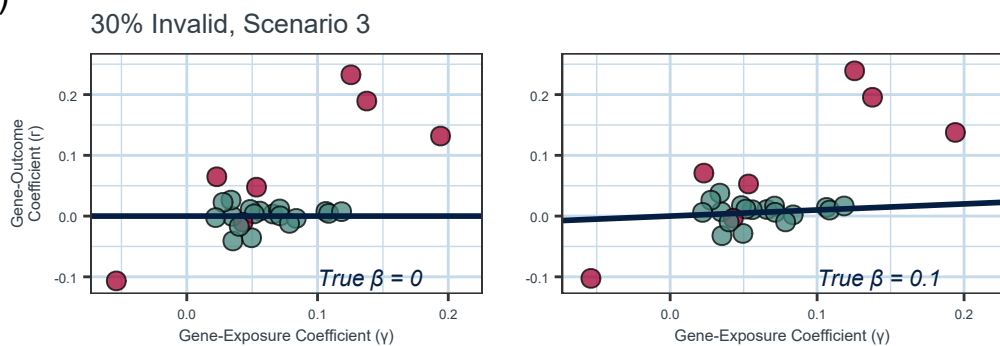 )
30% Invalid, Scenario 3
Gene-Outcome
Coefficient (r)
0.2
0.1
0.0
-0.1
True β = 0
0.0 0.1 0.2
Gene-Exposure Coefficient (γ)
0.2
0.1
0.0
-0.1
True β = 0.1
0.0 0.1 0.2
Gene-Exposure Coefficient (γ)